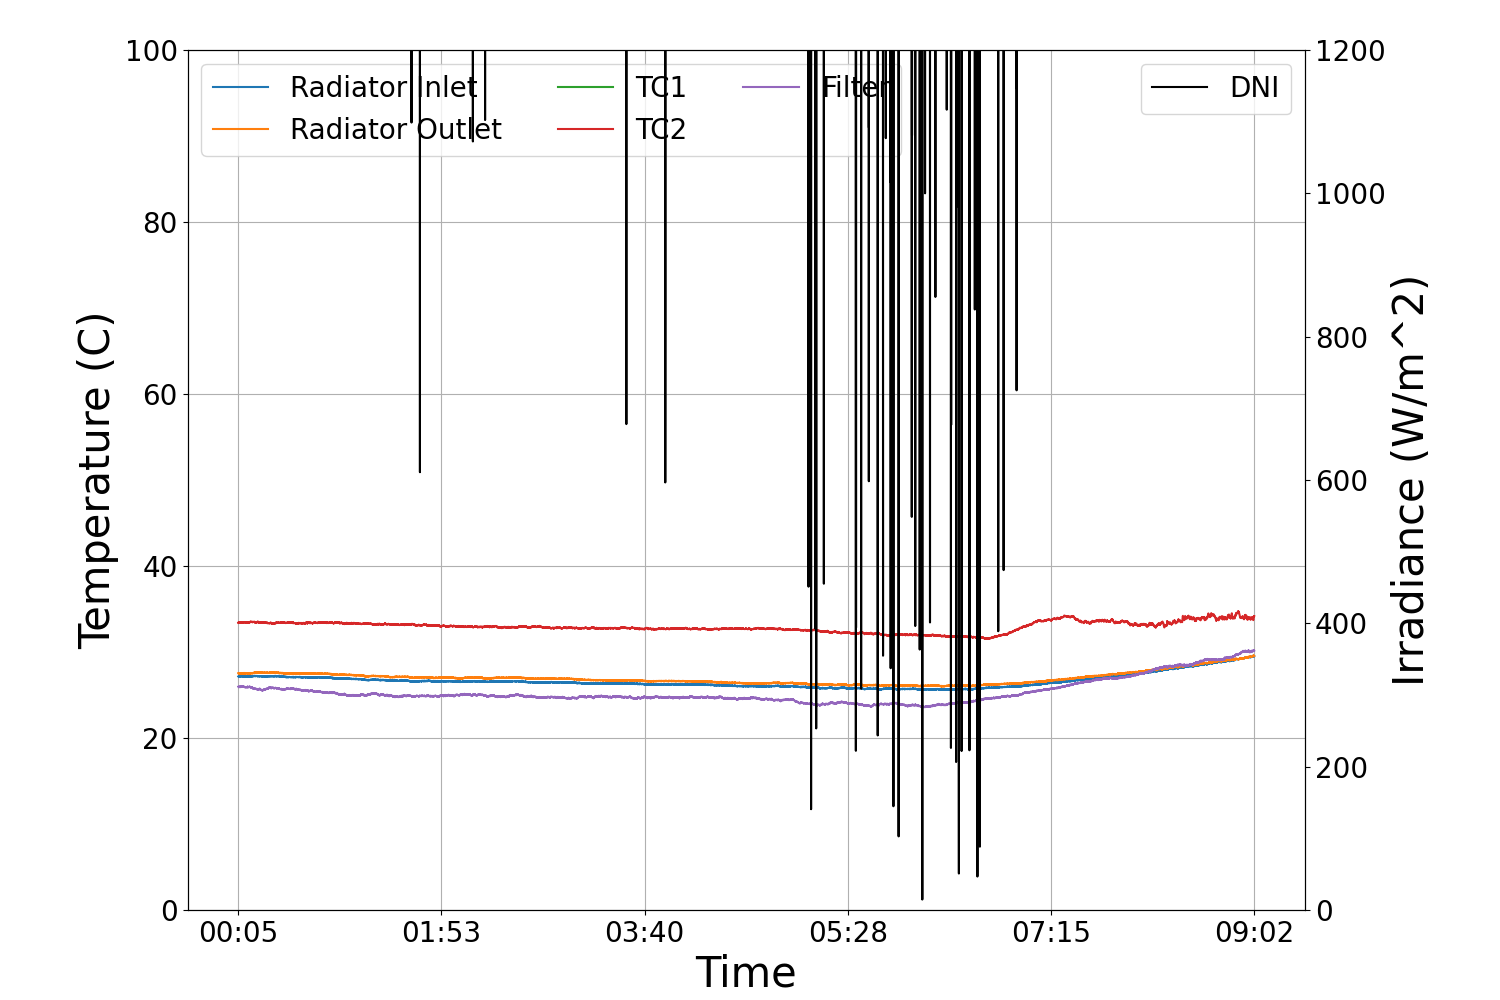 100
80
60
40
20
0
Temperature (C)
Radiator Inlet
Radiator Outlet
TC1
TC2
Filter
DNI
1200
1000
800
600
400
200
0
Irradiance (W/m^2)
00:05 01:53 03:40 05:28 07:15 09:02
Time